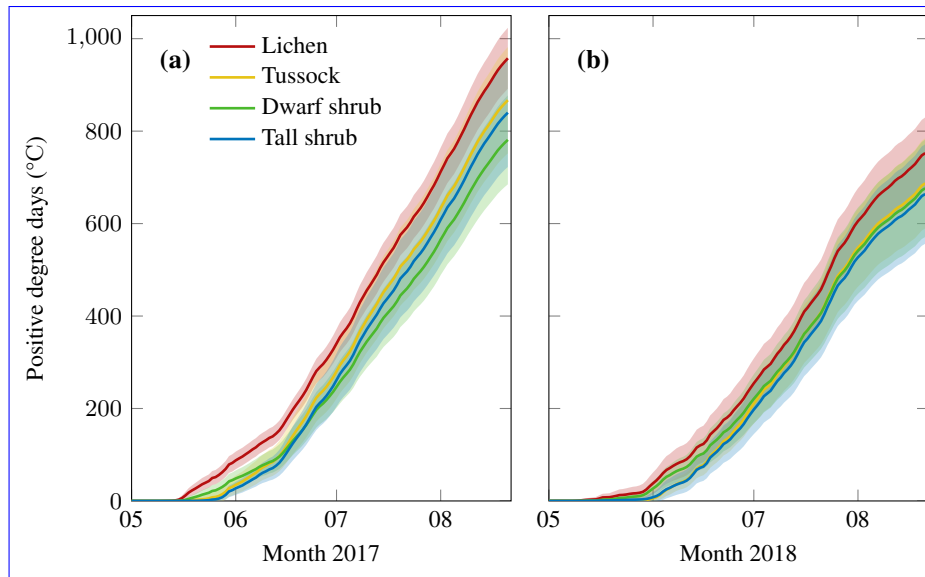 1,000
800
600
400
200
0
Positive degree days (°C)
(a)
Lichen
Tussock
Dwarf shrub
Tall shrub
05 06 07 08
Month 2017
(b)
05 06 07 08
Month 2018